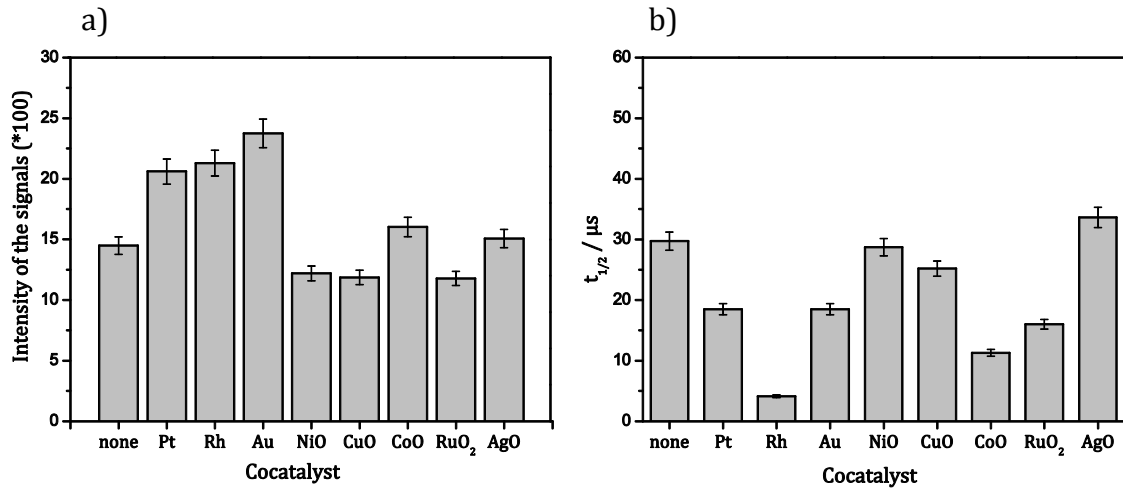 a)
b)
Intensity of the signals (*100)
30
25
20
15
10
5
0
none Pt Rh Au NiO CuO CoO RuO₂ AgO
Cocatalyst
t₁/₂ / µs
60
50
40
30
20
10
0
none Pt Rh Au NiO CuO CoO RuO₂ AgO
Cocatalyst